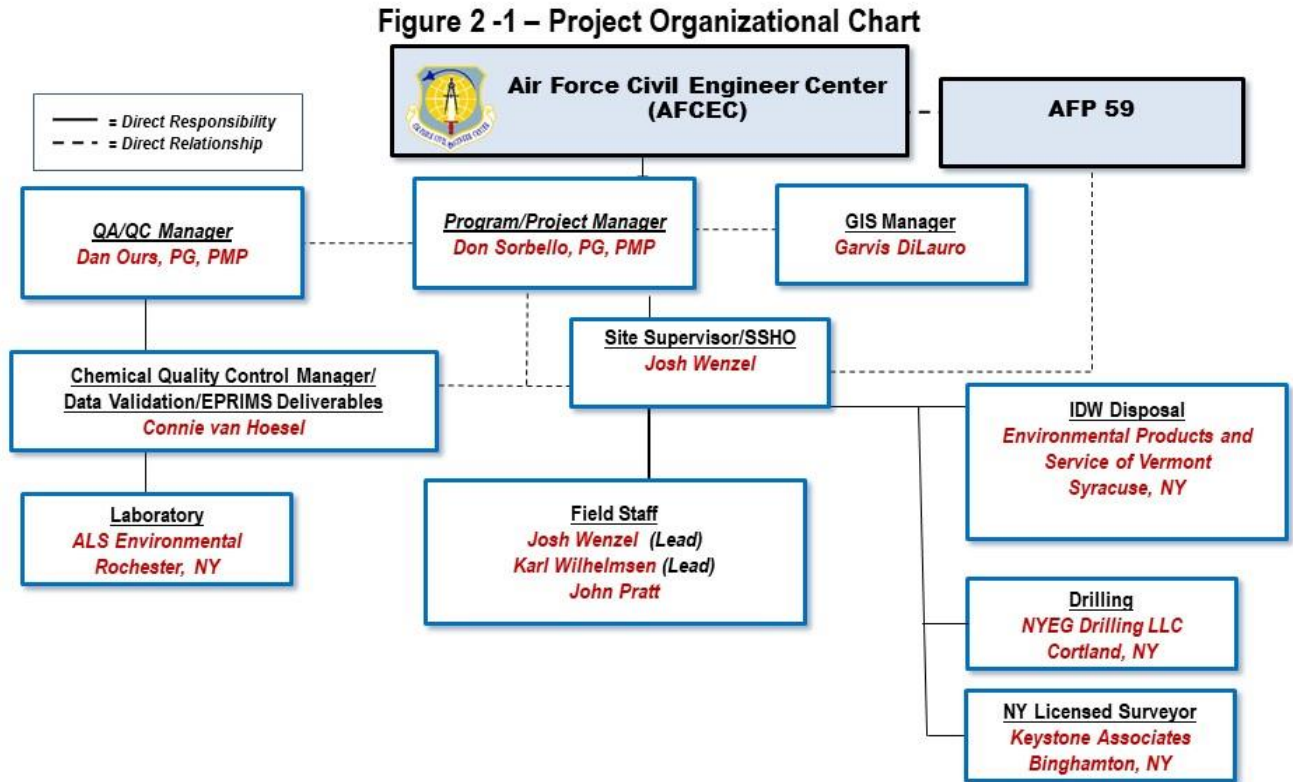 Figure 2 -1 – Project Organizational Chart
Air Force Civil Engineer Center
(AFCEC)
AFP 59
= Direct Responsibility
= Direct Relationship
QA/QC Manager
Dan Ours, PG, PMP
Program/Project Manager
Don Sorbello, PG, PMP
GIS Manager
Garvis DiLauro
Site Supervisor/SSHO
Josh Wenzel
Chemical Quality Control Manager/
Data Validation/EPRIMS Deliverables
Connie van Hoesel
IDW Disposal
Environmental Products and
Service of Vermont
Syracuse, NY
Laboratory
ALS Environmental
Rochester, NY
Field Staff
Josh Wenzel (Lead)
Karl Wilhelmsen (Lead)
John Pratt
Drilling
NYEG Drilling LLC
Cortland, NY
NY Licensed Surveyor
Keystone Associates
Binghamton, NY